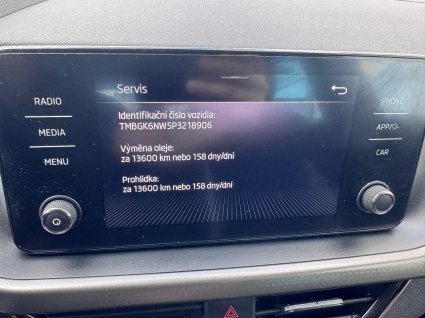 Servis
RADIO
MEDIA
MENU
Identifikační číslo vozidla:
TMBGK6NW5P3218906
Výměna oleje:
za 13600 km nebo 158 dny/dní
Prohlídka:
za 13600 km nebo 158 dny/dní
PHONE
APP/
CAR